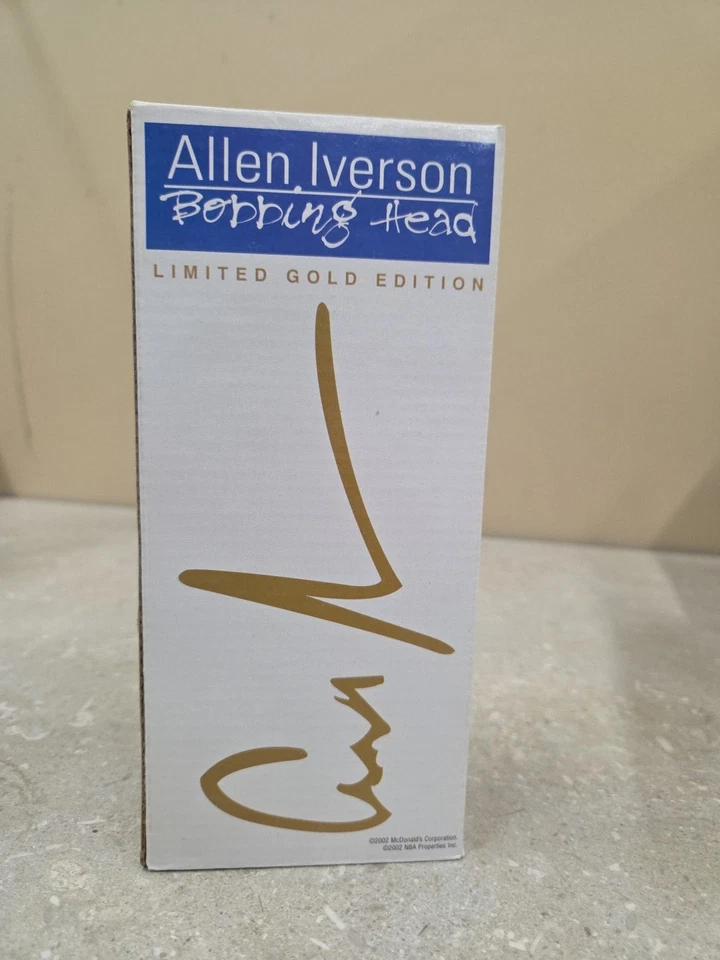 Allen Iverson
Bobbing Head
LIMITED GOLD EDITION
©2002 McDonald's Corporation.
©2002 NBA Properties Inc.